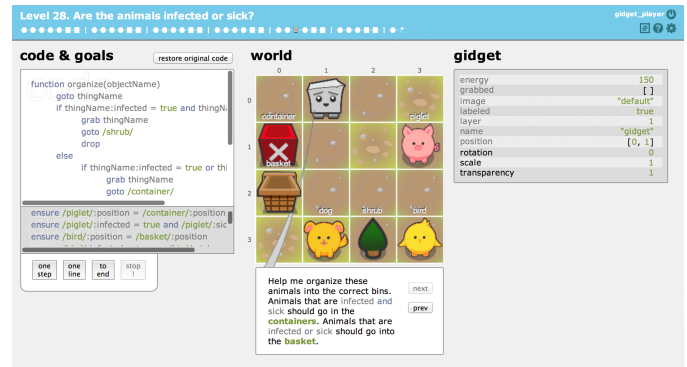 Level 28. Are the animals infected or sick?
gidget_player
code & goals
restore original code
world
gidget
function organize(objectName)
goto thingName
if thingName:infected = true and thingNa
grab thingName
goto /shrub/
drop
else
if thingName:infected = true or thi
grab thingName
goto /container/
ensure /piglet/:position = /container/:position
ensure /piglet/:infected = true and /piglet/:sic
ensure /bird/:position = /basket/:position
one step
one line
to end
stop !
0 1 2 3
0
container
piglet
1
basket
2
dog
shrub
bird
3
Help me organize these
animals into the correct bins.
Animals that are infected and
sick should go in the
containers. Animals that are
infected or sick should go into
the basket.
next
prev
energy 150
grabbed [ ]
image "default"
labeled true
layer 1
name "gidget"
position [0, 1]
rotation 0
scale 1
transparency 1